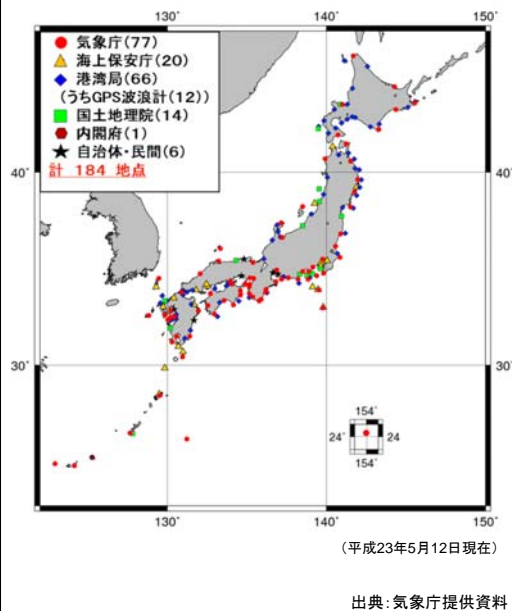 130˚ 140˚ 150˚
気象庁(77)
海上保安庁(20)
港湾局(66)
(うちGPS波浪計(12))
国土地理院(14)
内閣府(1)
自治体・民間(6)
計 184 地点
40˚ 40˚
30˚ 30˚
154˚
24˚ 24
154˚
130˚ 140˚ 150˚
（平成23年5月12日現在）
出典：気象庁提供資料